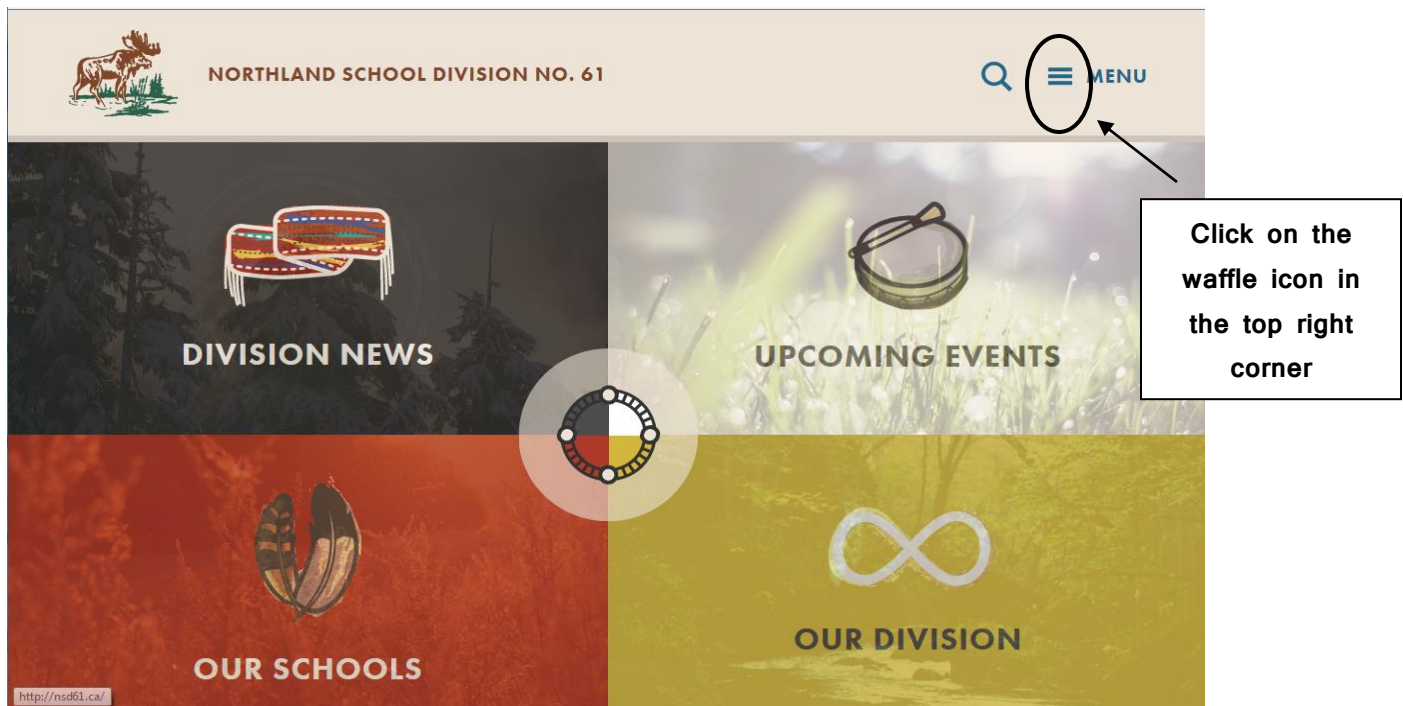 NORTHLAND SCHOOL DIVISION NO. 61
MENU
Click on the
waffle icon in
the top right
corner
DIVISION NEWS
UPCOMING EVENTS
OUR SCHOOLS
OUR DIVISION
http://nsd61.ca/